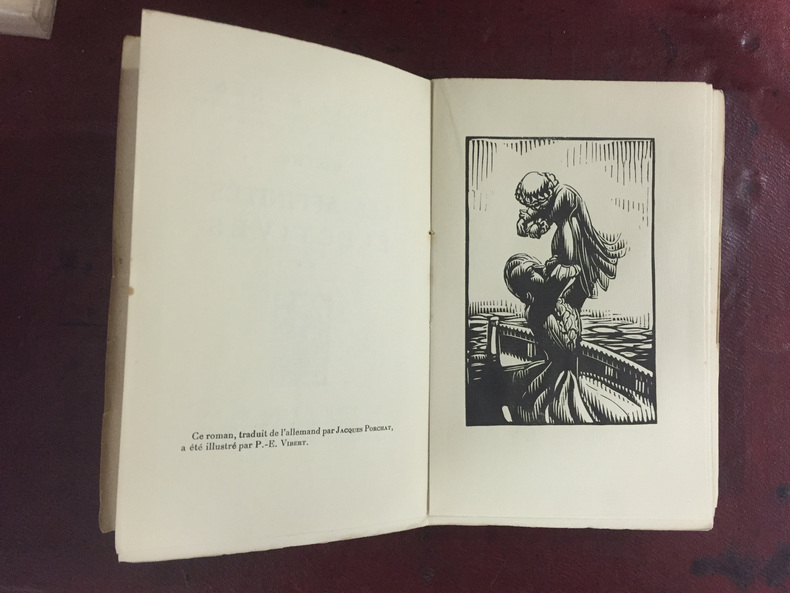 Ce roman, traduit de l'allemand par Jacques Porchat,
a été illustré par P.-E. Vibert.